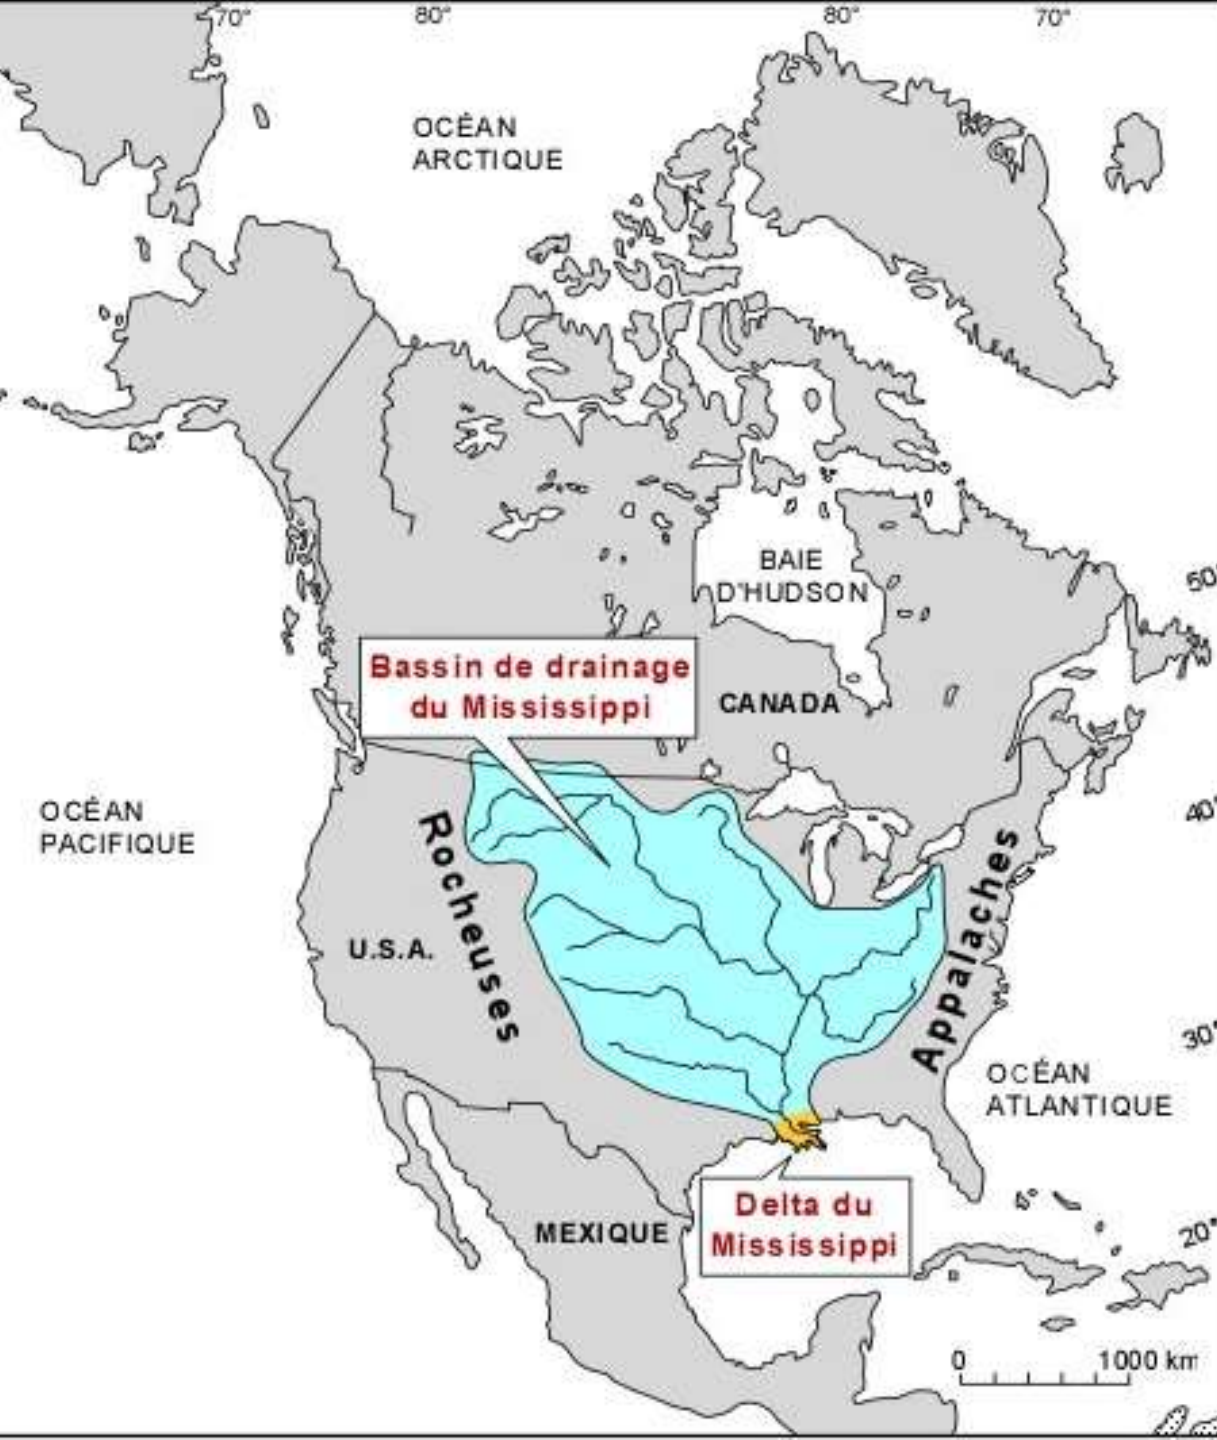 70°
80°
80°
70°
OCÉAN
ARCTIQUE
BAIE
D'HUDSON
50°
Bassin de drainage
du Mississippi
CANADA
OCÉAN
PACIFIQUE
40°
Rocheuses
Appalaches
U.S.A.
30°
OCÉAN
ATLANTIQUE
Delta du
Mississippi
MEXIQUE
20°
0 1000 km